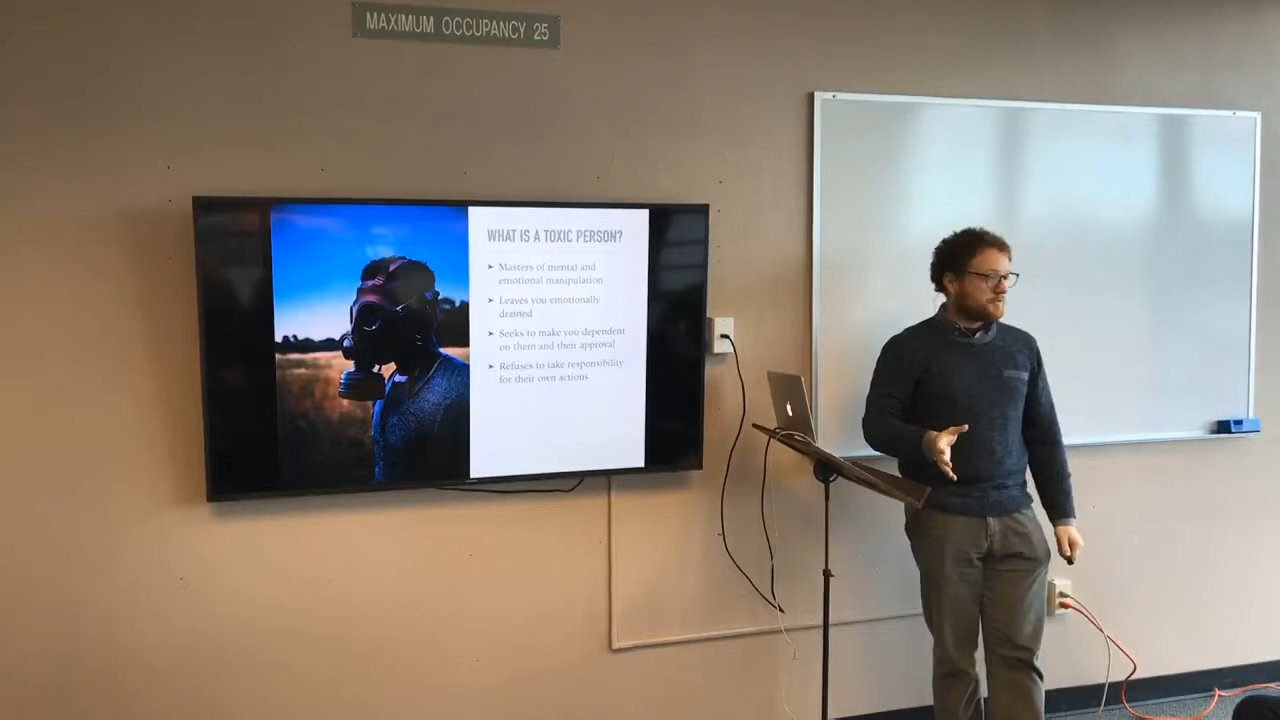 MAXIMUM OCCUPANCY 25
WHAT IS A TOXIC PERSON?
➤ Masters of mental and
emotional manipulation
➤ Leaves you emotionally
drained
➤ Seeks to make you dependent
on them and their approval
➤ Refuses to take responsibility
for their own actions